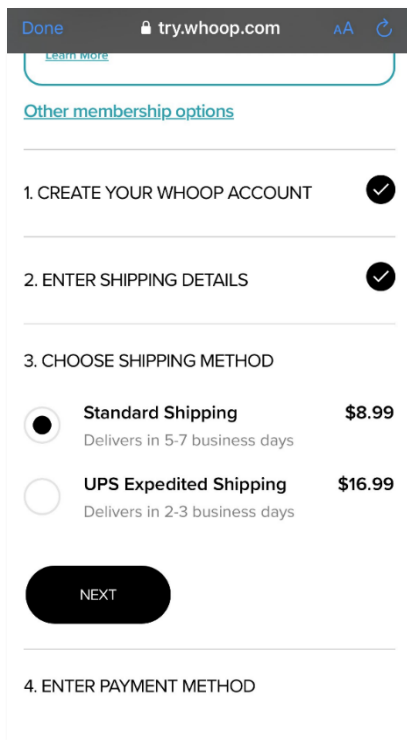 Done try.whoop.com AA
Learn More
Other membership options
1. CREATE YOUR WHOOP ACCOUNT
2. ENTER SHIPPING DETAILS
3. CHOOSE SHIPPING METHOD
Standard Shipping $8.99
Delivers in 5-7 business days
UPS Expedited Shipping $16.99
Delivers in 2-3 business days
NEXT
4. ENTER PAYMENT METHOD